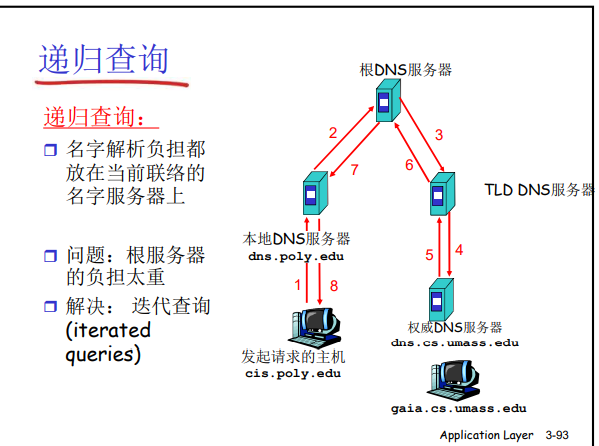 递归查询
递归查询：
名字解析负担都
放在当前联络的
名字服务器上
问题：根服务器
的负担太重
解决： 迭代查询
(iterated
queries)
根DNS服务器
2
3
7
6
TLD DNS服务器
本地DNS服务器
dns.poly.edu
5
4
1
8
权威DNS服务器
dns.cs.umass.edu
发起请求的主机
cis.poly.edu
gaia.cs.umass.edu
Application Layer 3-93